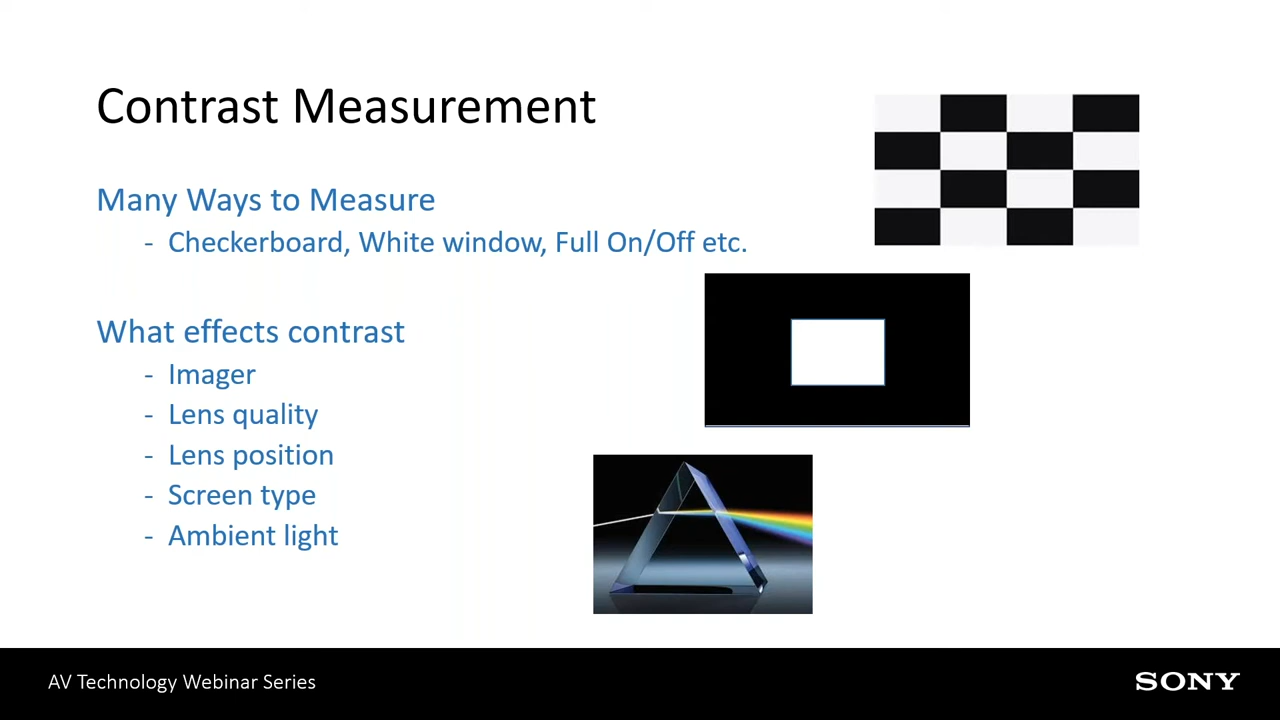 Contrast Measurement
Many Ways to Measure
- Checkerboard, White window, Full On/Off etc.
What effects contrast
- Imager
- Lens quality
- Lens position
- Screen type
- Ambient light
AV Technology Webinar Series
SONY